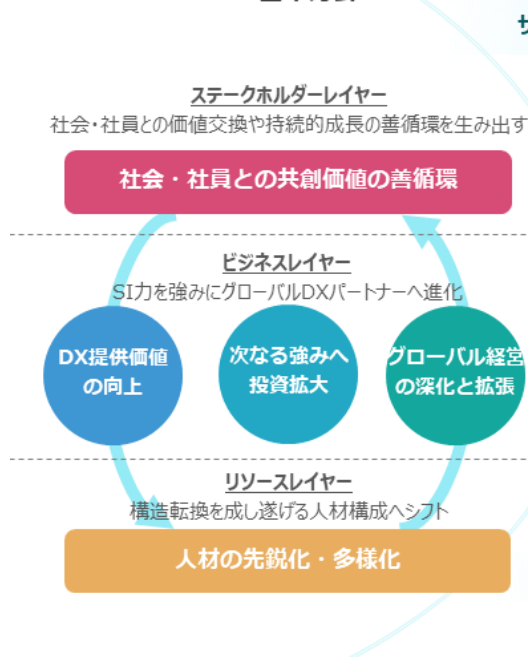 ステークホルダーレイヤー
社会・社員との価値交換や持続的成長の善循環を生み出す
社会・社員との共創価値の善循環
ビジネスレイヤー
SI力を強みにグローバルDXパートナーへ進化
DX提供価値
の向上
次なる強みへ
投資拡大
グローバル経営
の深化と拡張
リソースレイヤー
構造転換を成し遂げる人材構成へシフト
人材の先鋭化・多様化